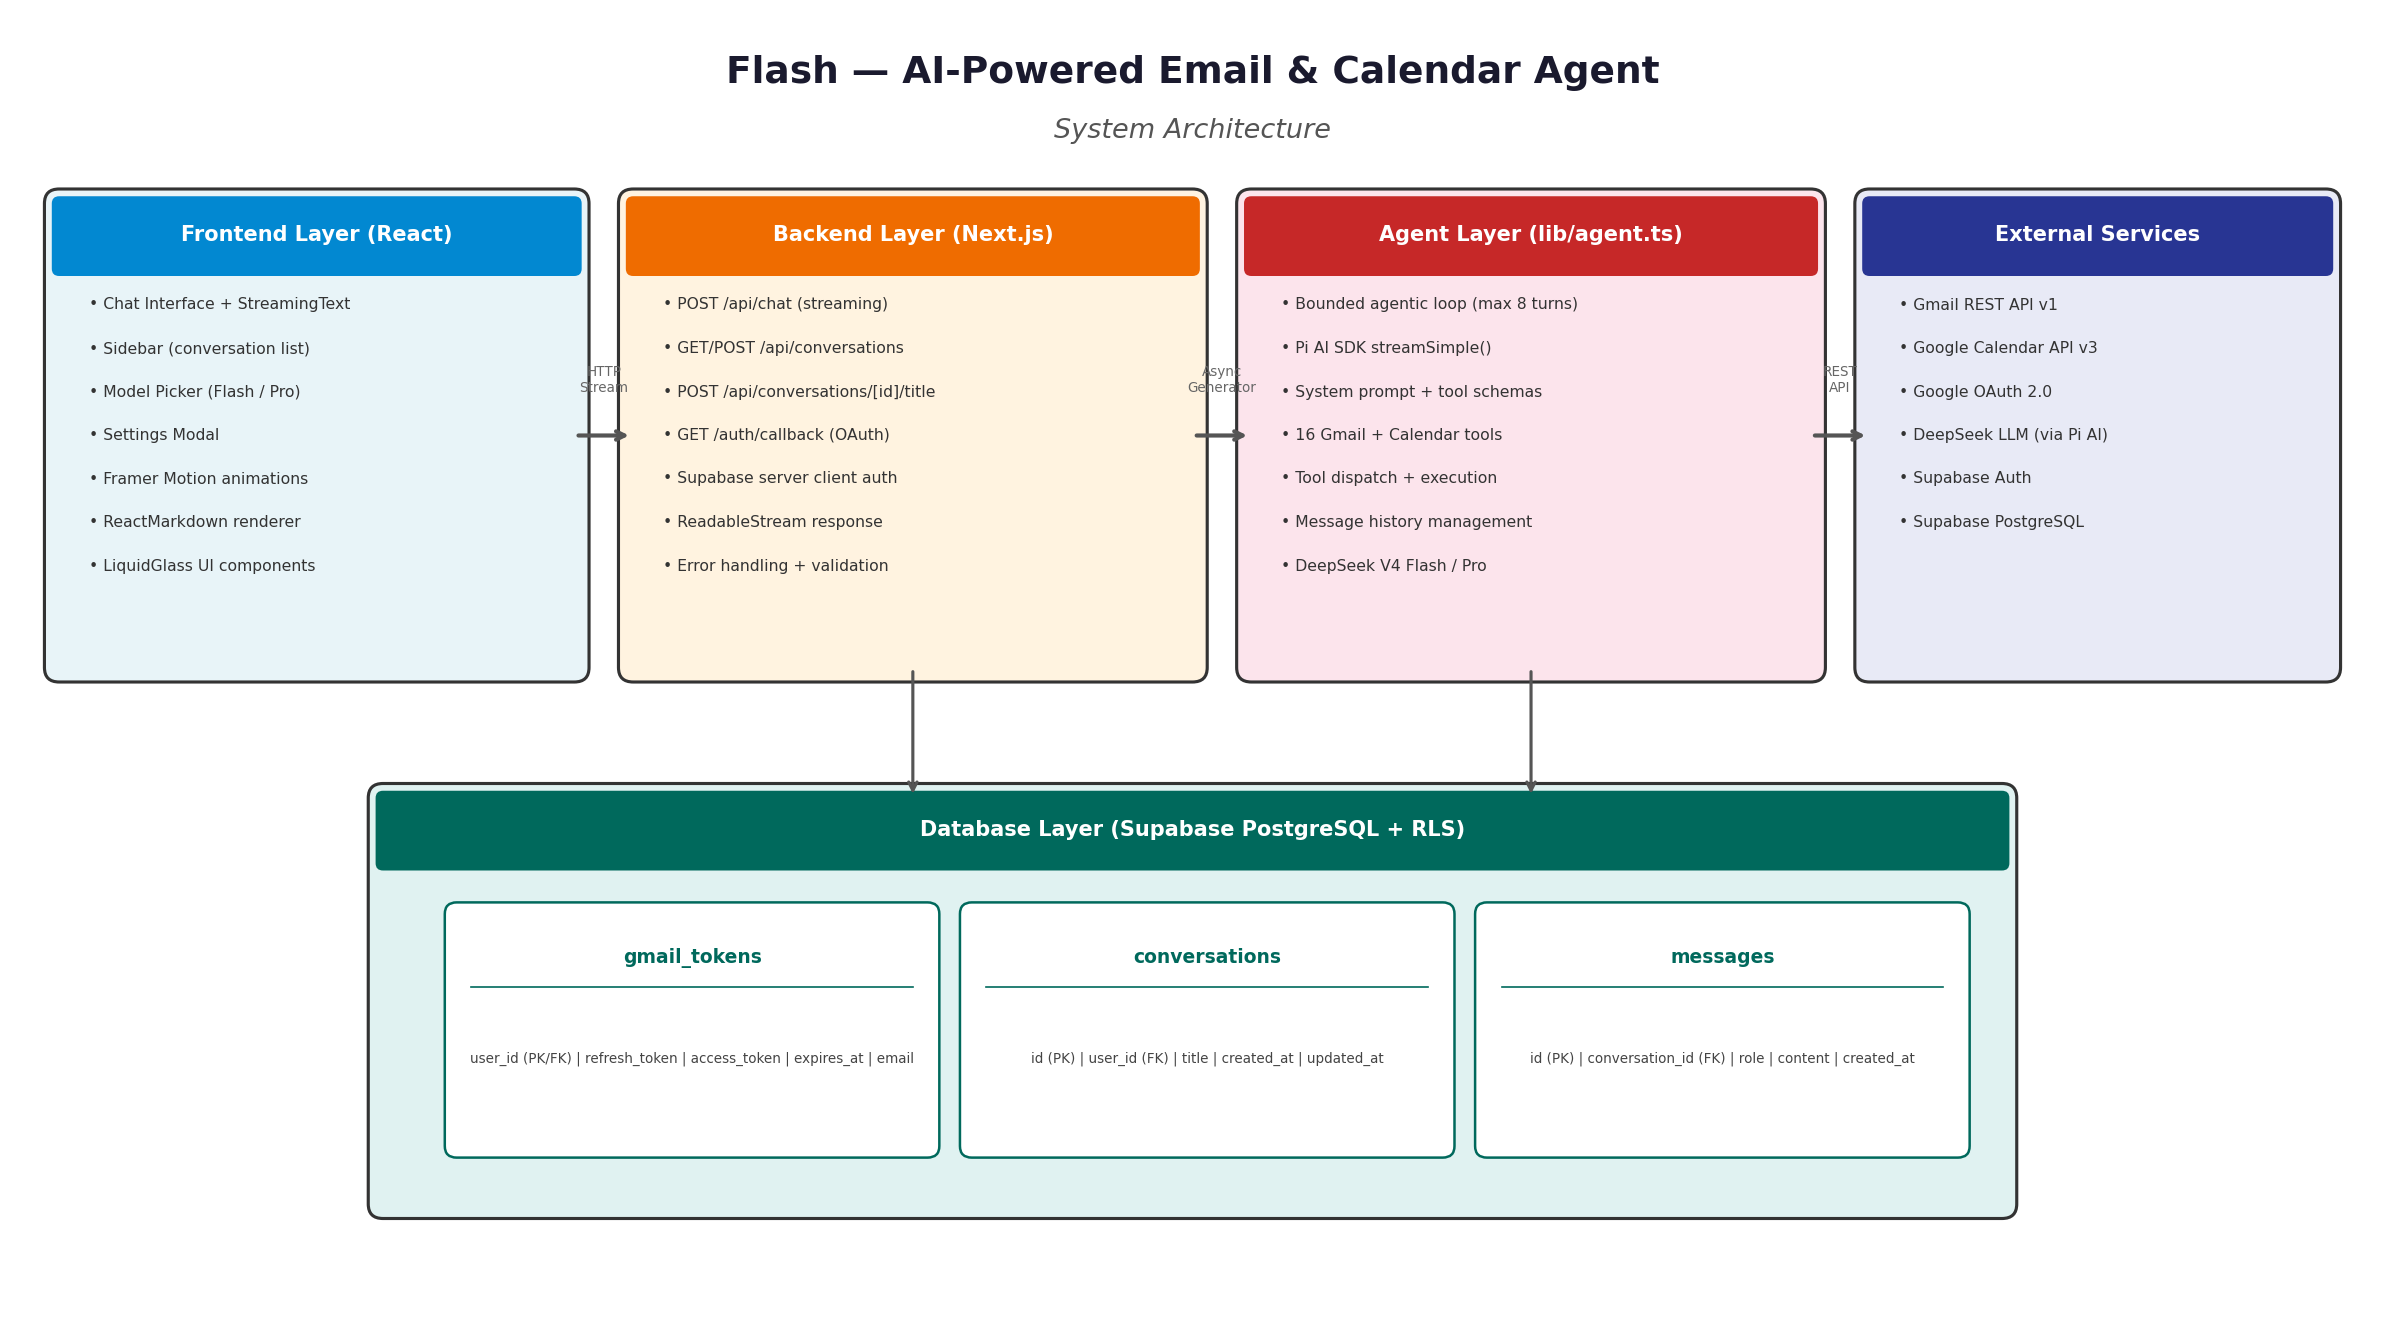 Flash — AI-Powered Email & Calendar Agent
System Architecture
Frontend Layer (React)
• Chat Interface + StreamingText
• Sidebar (conversation list)
• Model Picker (Flash / Pro)
• Settings Modal
• Framer Motion animations
• ReactMarkdown renderer
• LiquidGlass UI components
HTTP
Stream
Backend Layer (Next.js)
• POST /api/chat (streaming)
• GET/POST /api/conversations
• POST /api/conversations/[id]/title
• GET /auth/callback (OAuth)
• Supabase server client auth
• ReadableStream response
• Error handling + validation
Async
Generator
Agent Layer (lib/agent.ts)
• Bounded agentic loop (max 8 turns)
• Pi AI SDK streamSimple()
• System prompt + tool schemas
• 16 Gmail + Calendar tools
• Tool dispatch + execution
• Message history management
• DeepSeek V4 Flash / Pro
REST
API
External Services
• Gmail REST API v1
• Google Calendar API v3
• Google OAuth 2.0
• DeepSeek LLM (via Pi AI)
• Supabase Auth
• Supabase PostgreSQL
Database Layer (Supabase PostgreSQL + RLS)
gmail_tokens
user_id (PK/FK) | refresh_token | access_token | expires_at | email
conversations
id (PK) | user_id (FK) | title | created_at | updated_at
messages
id (PK) | conversation_id (FK) | role | content | created_at